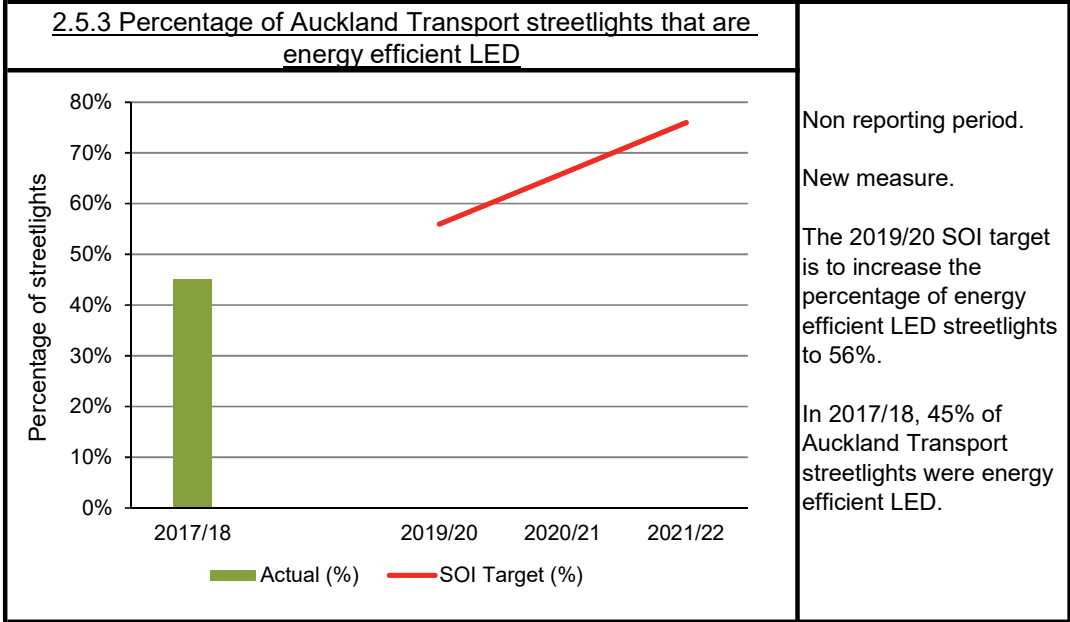 2.5.3 Percentage of Auckland Transport streetlights that are
energy efficient LED
Percentage of streetlights
80%
70%
60%
50%
40%
30%
20%
10%
0%
2017/18 2019/20 2020/21 2021/22
Actual (%) SOI Target (%)
Non reporting period.
New measure.
The 2019/20 SOI target
is to increase the
percentage of energy
efficient LED streetlights
to 56%.
In 2017/18, 45% of
Auckland Transport
streetlights were energy
efficient LED.